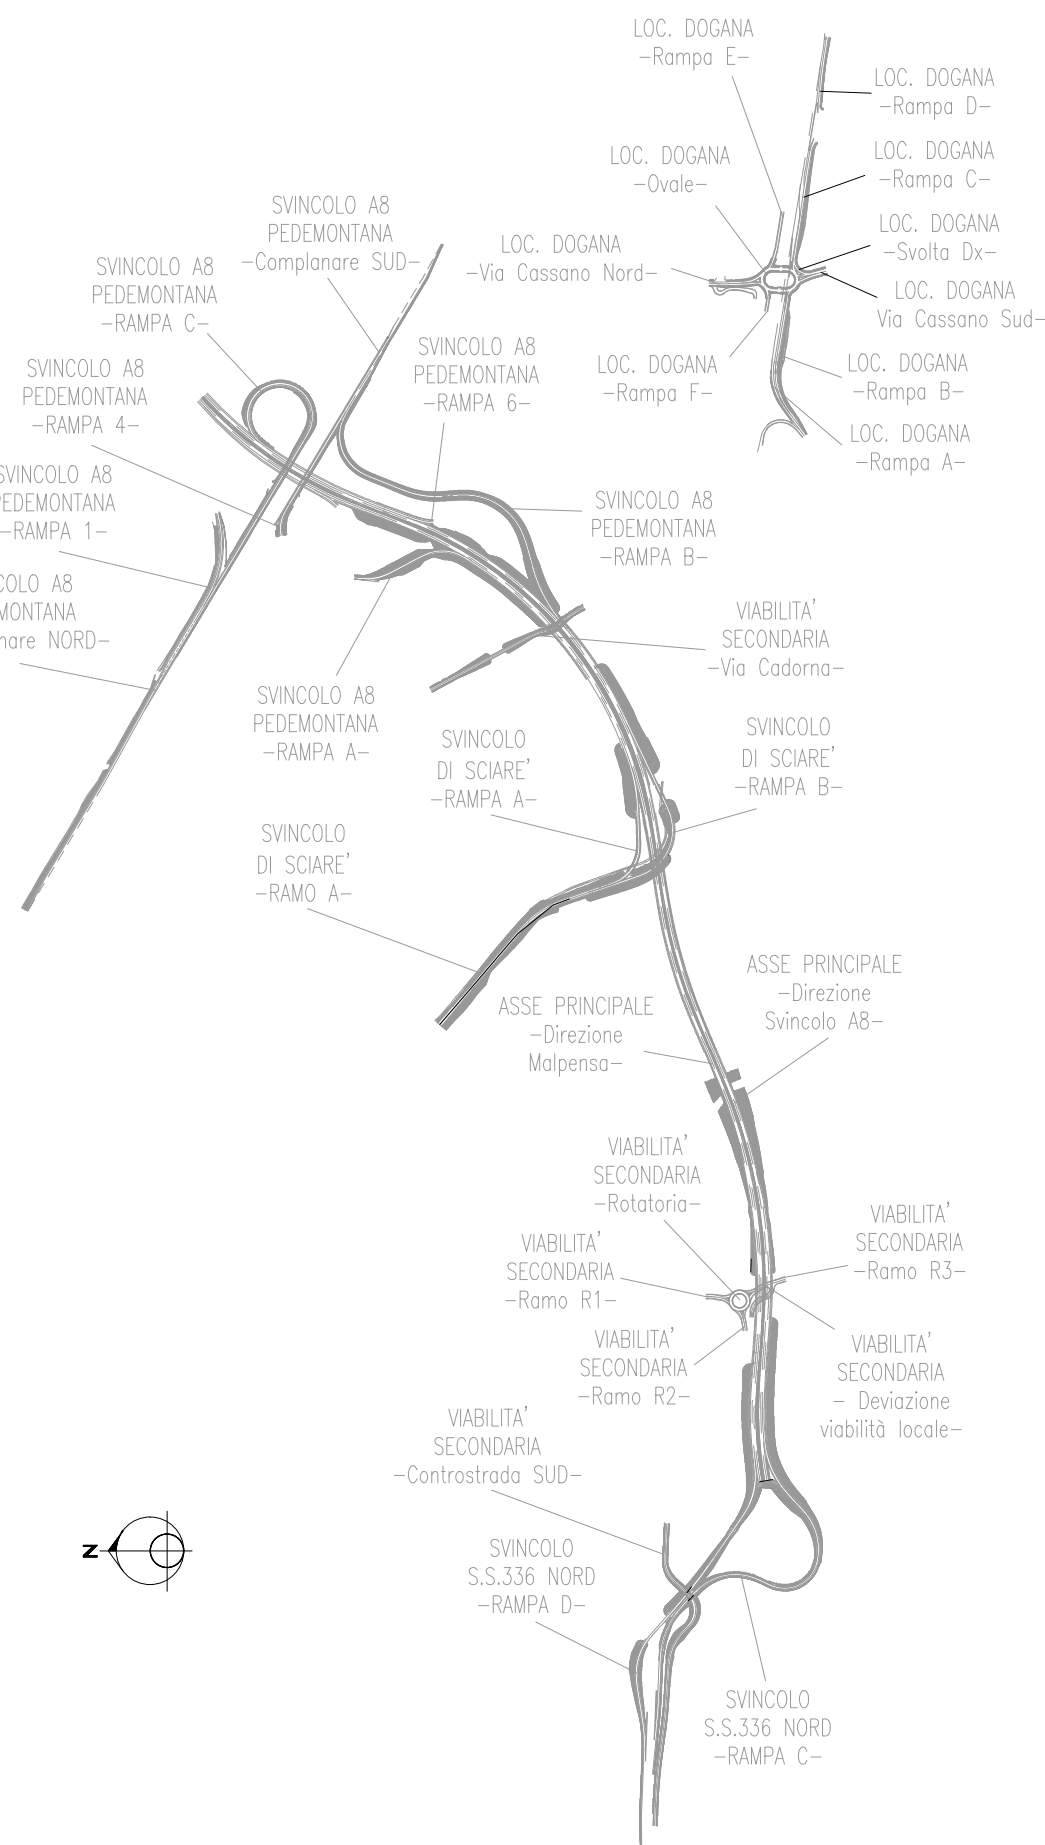 LOC. DOGANA
-Rampa E-
LOC. DOGANA
-Rampa D-
LOC. DOGANA
-Ovale-
LOC. DOGANA
-Rampa C-
SVINCOLO A8
PEDEMONTANA
-Complanare SUD-
LOC. DOGANA
-Via Cassano Nord-
LOC. DOGANA
-Svolta Dx-
SVINCOLO A8
PEDEMONTANA
-RAMPA C-
LOC. DOGANA
Via Cassano Sud-
SVINCOLO A8
PEDEMONTANA
-RAMPA 4-
SVINCOLO A8
PEDEMONTANA
-RAMPA 6-
LOC. DOGANA
-Rampa F-
LOC. DOGANA
-Rampa B-
LOC. DOGANA
-Rampa A-
SVINCOLO A8
PEDEMONTANA
-RAMPA 1-
SVINCOLO A8
PEDEMONTANA
-RAMPA B-
COLO A8
MONTANA
nare NORD-
VIABILITA'
SECONDARIA
-Via Cadorna-
SVINCOLO A8
PEDEMONTANA
-RAMPA A-
SVINCOLO
DI SCIARE'
-RAMPA A-
SVINCOLO
DI SCIARE'
-RAMPA B-
SVINCOLO
DI SCIARE'
-RAMO A-
ASSE PRINCIPALE
-Direzione
Svincolo A8-
ASSE PRINCIPALE
-Direzione
Malpensa-
VIABILITA'
SECONDARIA
-Rotatoria-
VIABILITA'
SECONDARIA
-Ramo R3-
VIABILITA'
SECONDARIA
-Ramo R1-
VIABILITA'
SECONDARIA
-Ramo R2-
VIABILITA'
SECONDARIA
- Deviazione
viabilità locale-
VIABILITA'
SECONDARIA
-Controstrada SUD-
N
SVINCOLO
S.S.336 NORD
-RAMPA D-
SVINCOLO
S.S.336 NORD
-RAMPA C-